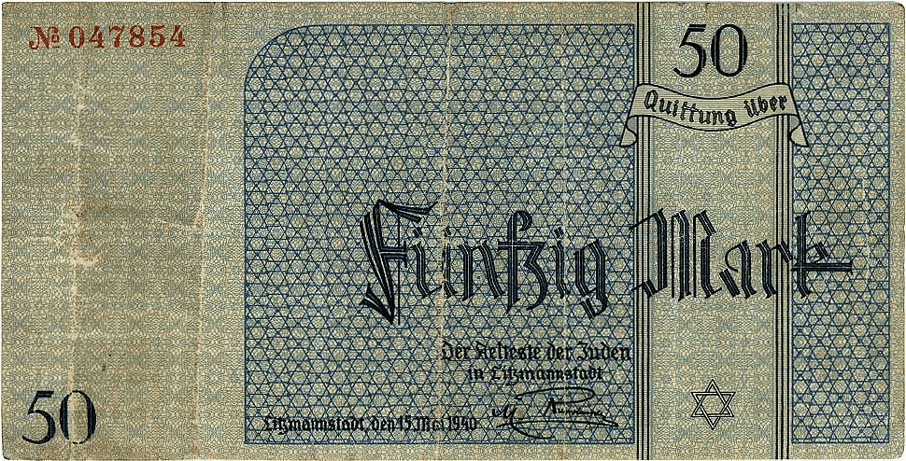 № 047854
50
Quittung über
Fünfzig Mark
Der Aelteste der Juden
in Litzmannstadt
Litzmannstadt, den 15. Mai 1940
50